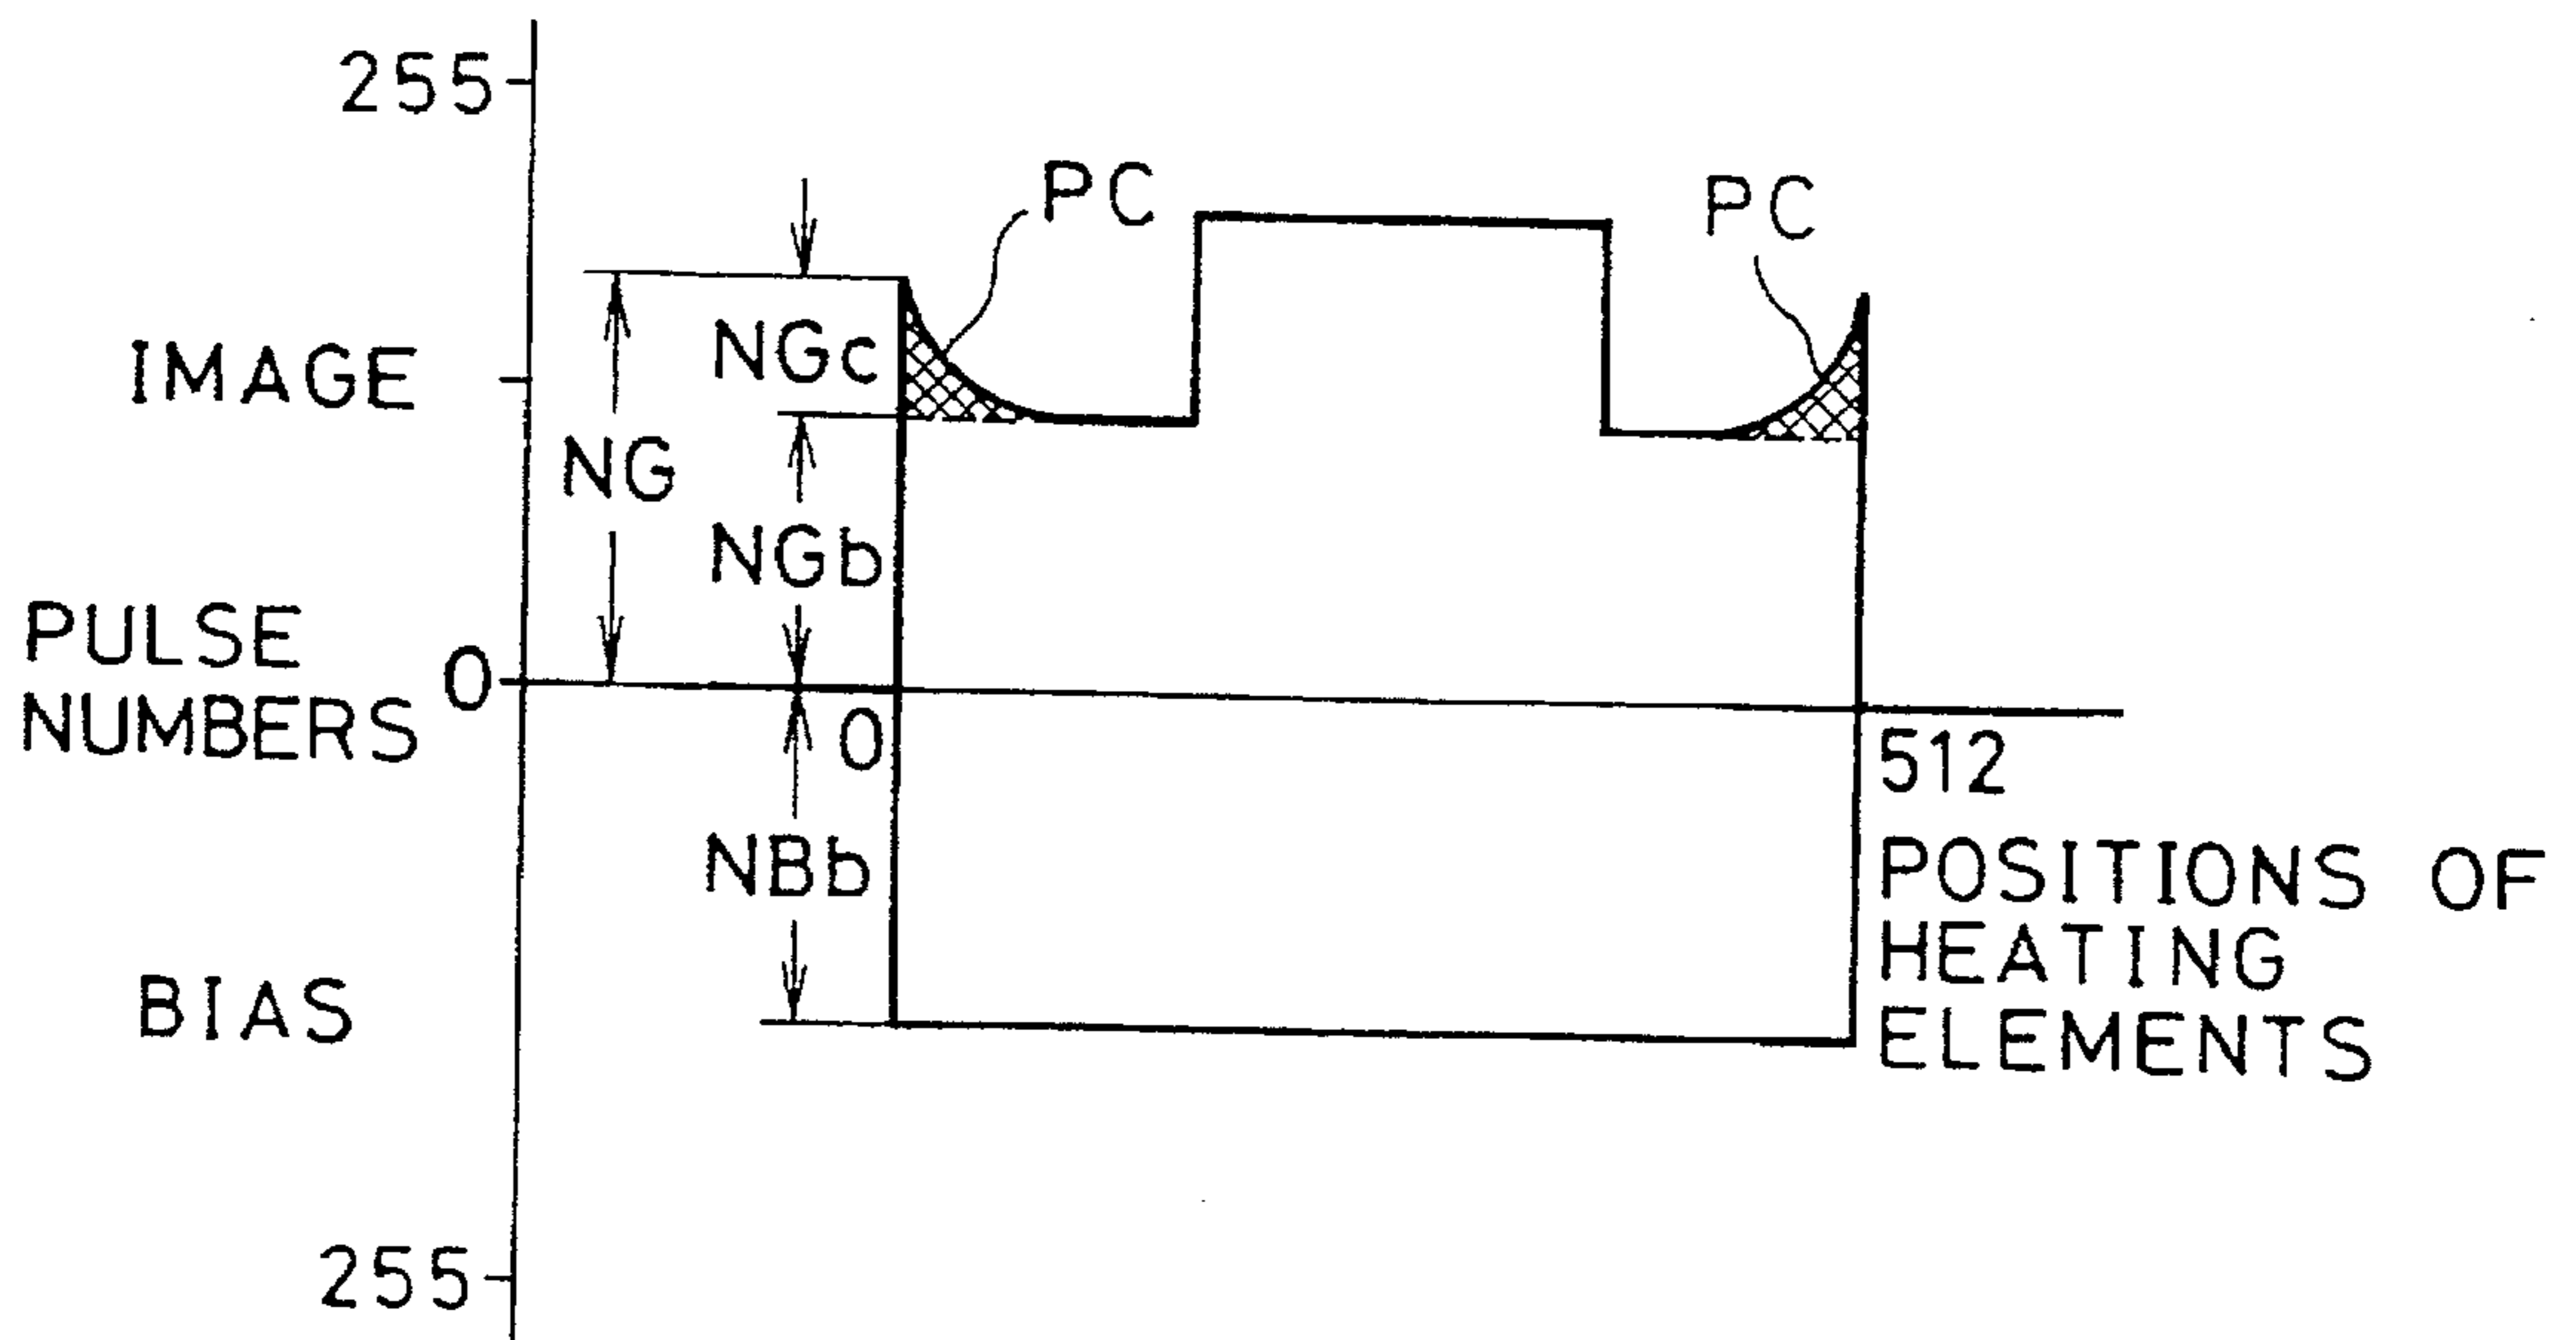 255
PC
PC
IMAGE
NGc
NG
NGb
PULSE
NUMBERS
0
0
512
NBb
POSITIONS OF
HEATING
ELEMENTS
BIAS
255